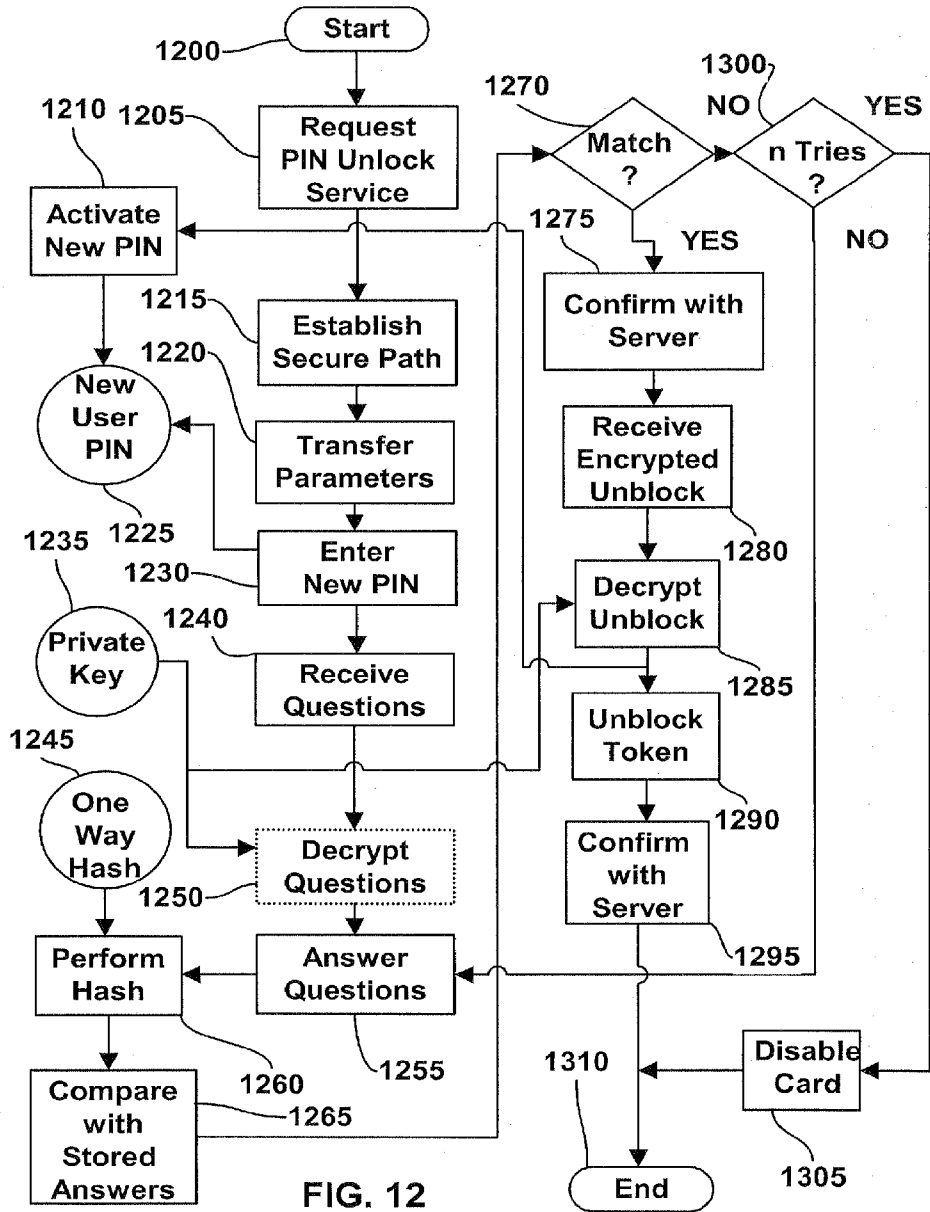 Start
1200
1270
1300
1210
1205
Request
PIN Unlock
Service
Match
?
NO
n Tries
?
YES
Activate
New PIN
1275
YES
NO
1215
Establish
Secure Path
Confirm with
Server
1220
New
User
PIN
Transfer
Parameters
Receive
Encrypted
Unblock
1225
1235
1230
Enter
New PIN
1280
1240
Decrypt
Unblock
Private
Key
Receive
Questions
1285
Unblock
Token
1245
1290
One
Way
Hash
Decrypt
Questions
1250
Confirm
with
Server
1295
Perform
Hash
Answer
Questions
1260
1255
1310
Disable
Card
Compare
with
Stored
Answers
1265
1305
FIG. 12
End